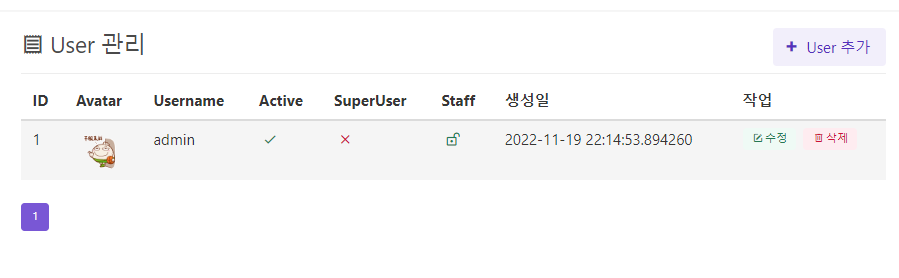 User 관리
+ User 추가
ID Avatar Username Active SuperUser Staff 생성일 작업
1 admin 2022-11-19 22:14:53.894260 수정 삭제
1